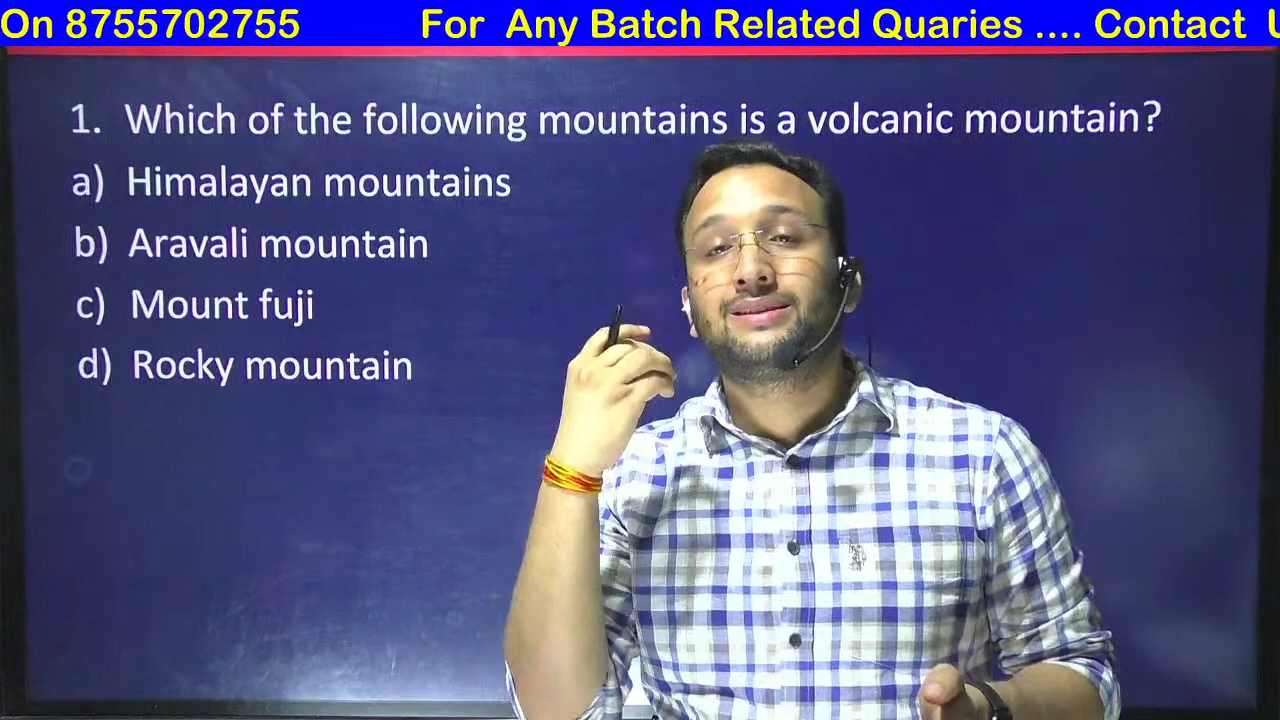 On 8755702755 For Any Batch Related Quaries .... Contact
1. Which of the following mountains is a volcanic mountain?
a) Himalayan mountains
b) Aravali mountain
c) Mount fuji
d) Rocky mountain